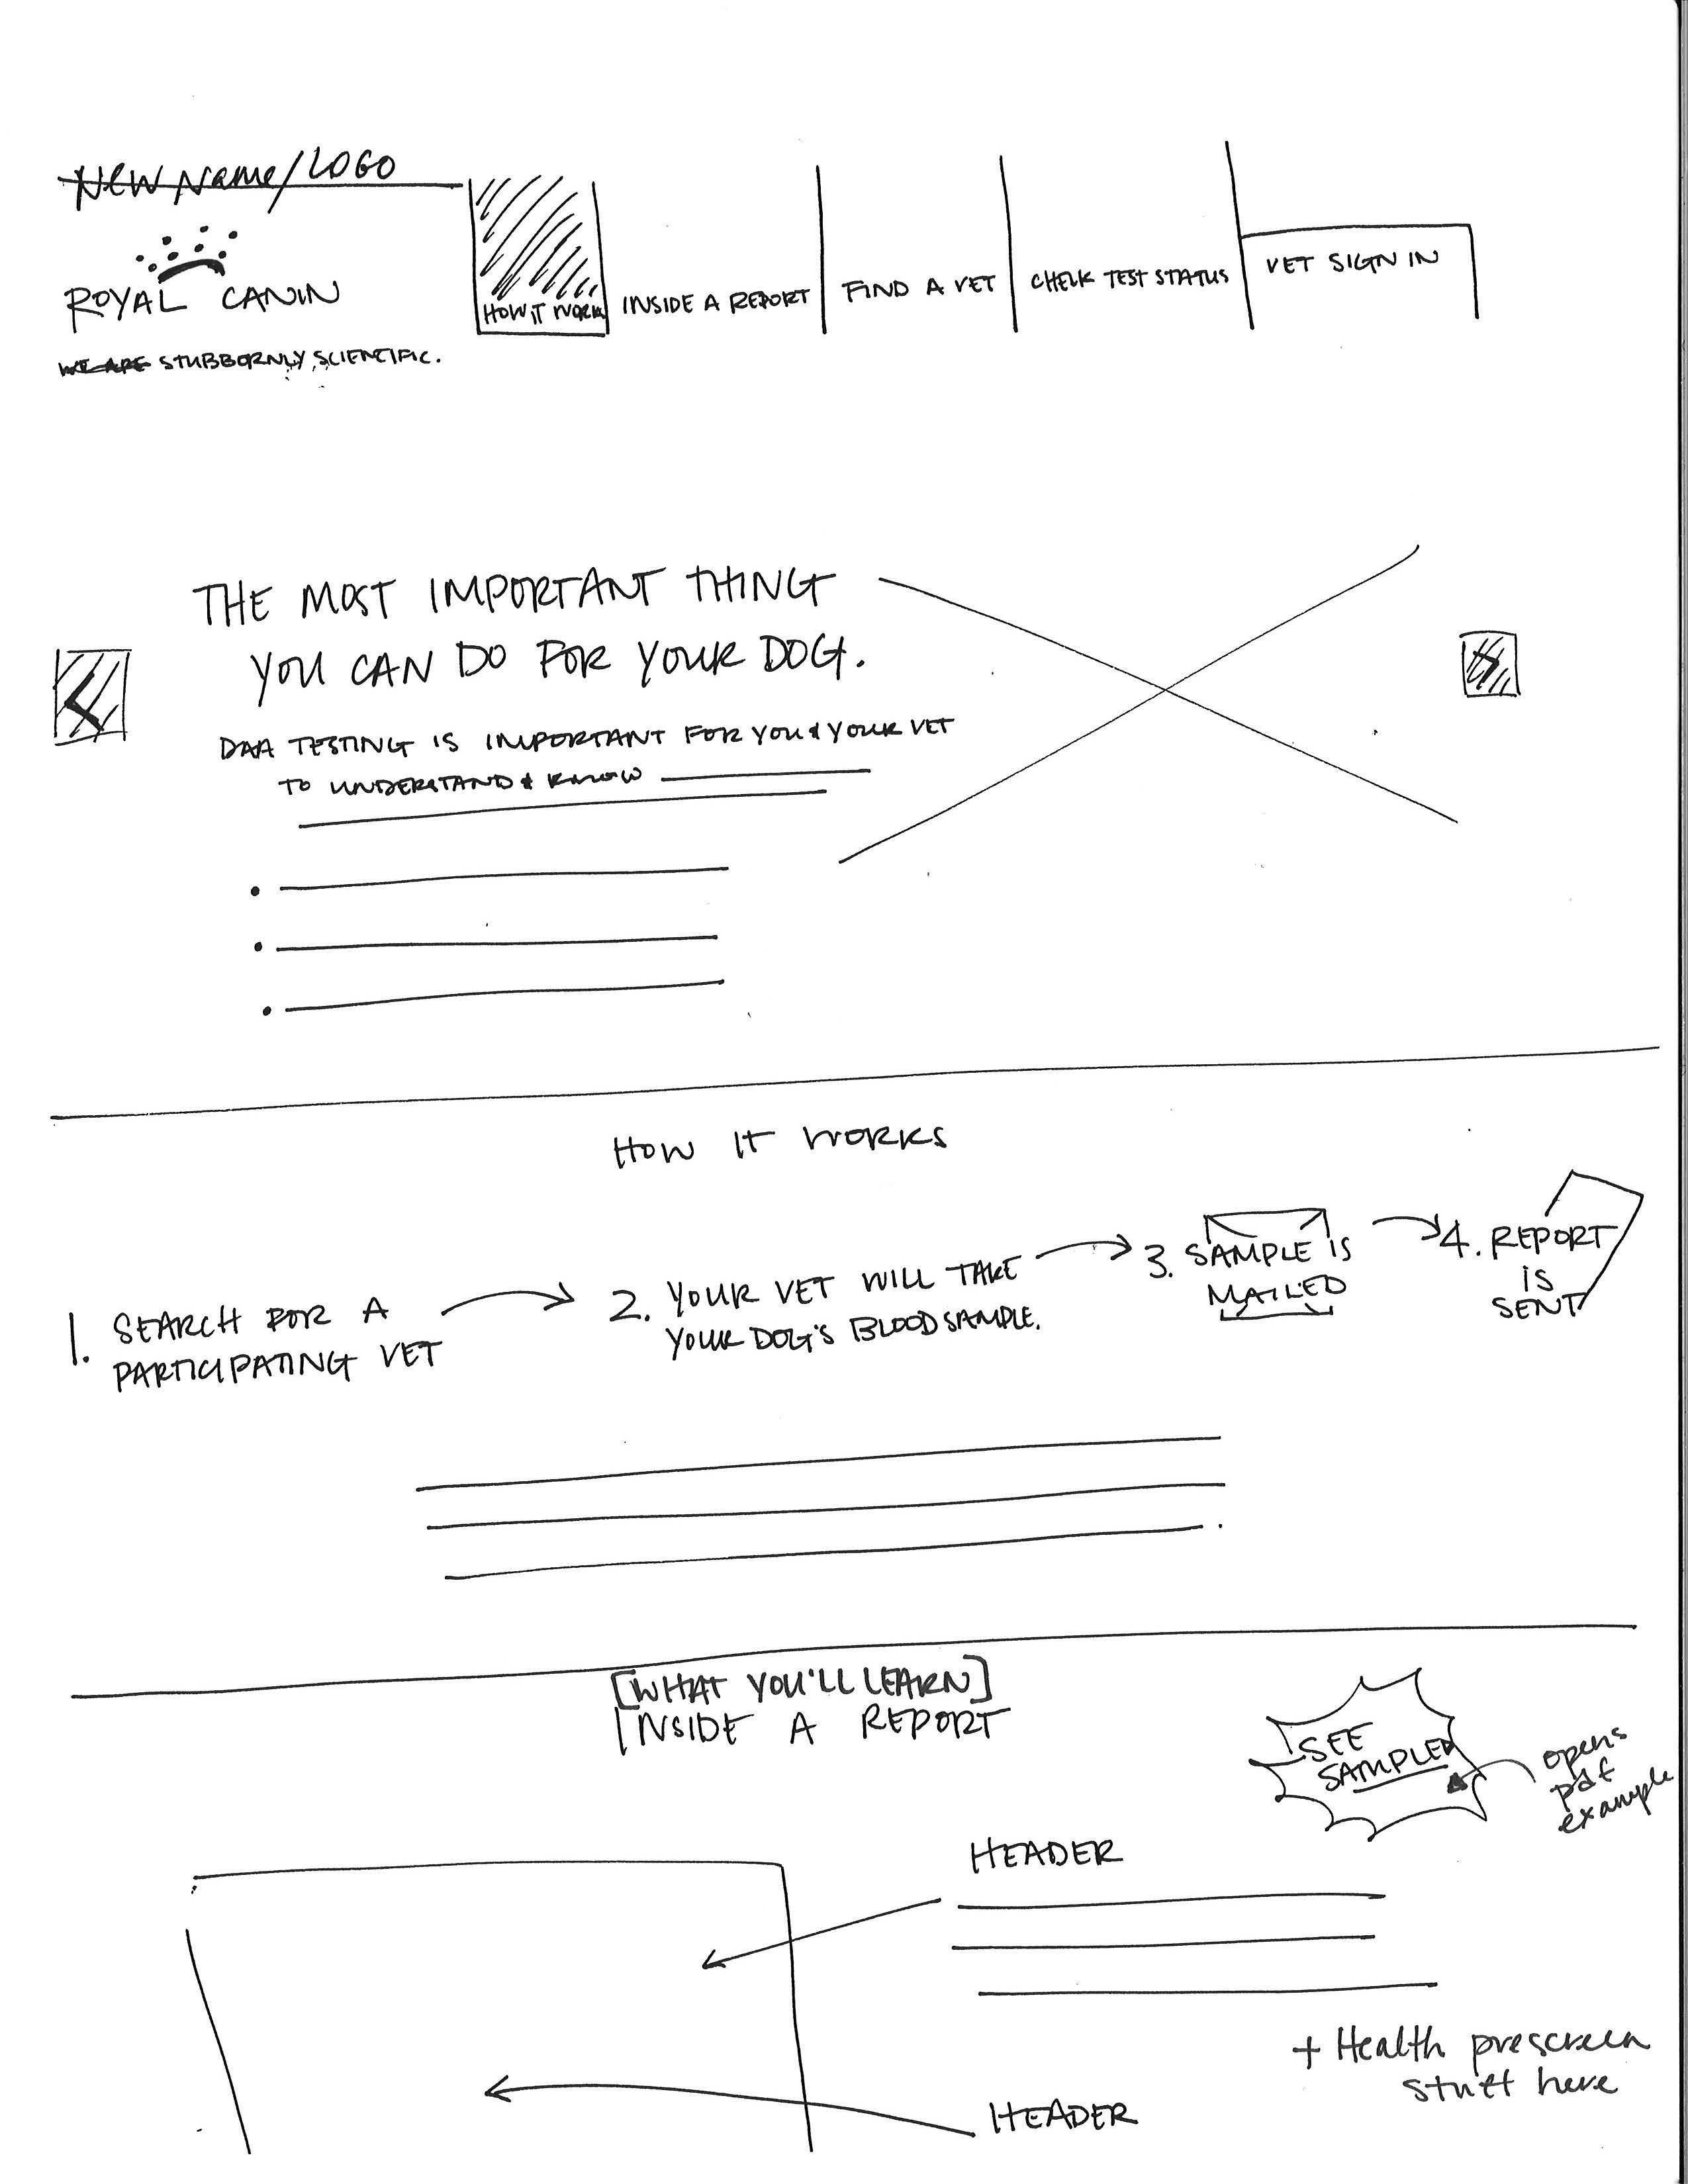 New Name/LOGO
ROYAL CANIN
WE ARE STUBBORNLY SCIENTIFIC.
HOW IT WORKS
INSIDE A REPORT
FIND A VET
CHECK TEST STATUS
VET SIGN IN
THE MOST IMPORTANT THING
YOU CAN DO FOR YOUR DOG.
DNA TESTING IS IMPORTANT FOR YOU & YOUR VET
TO UNDERSTAND & KNOW
HOW IT WORKS
1. SEARCH FOR A
PARTICIPATING VET
2. YOUR VET WILL TAKE
YOUR DOG'S BLOOD SAMPLE.
3. SAMPLE IS
MAILED
4. REPORT
IS
SENT
[WHAT YOU'LL LEARN]
INSIDE A REPORT
SEE
SAMPLE
opens
pdf
example
HEADER
+ Health prescreen
stuff here
HEADER